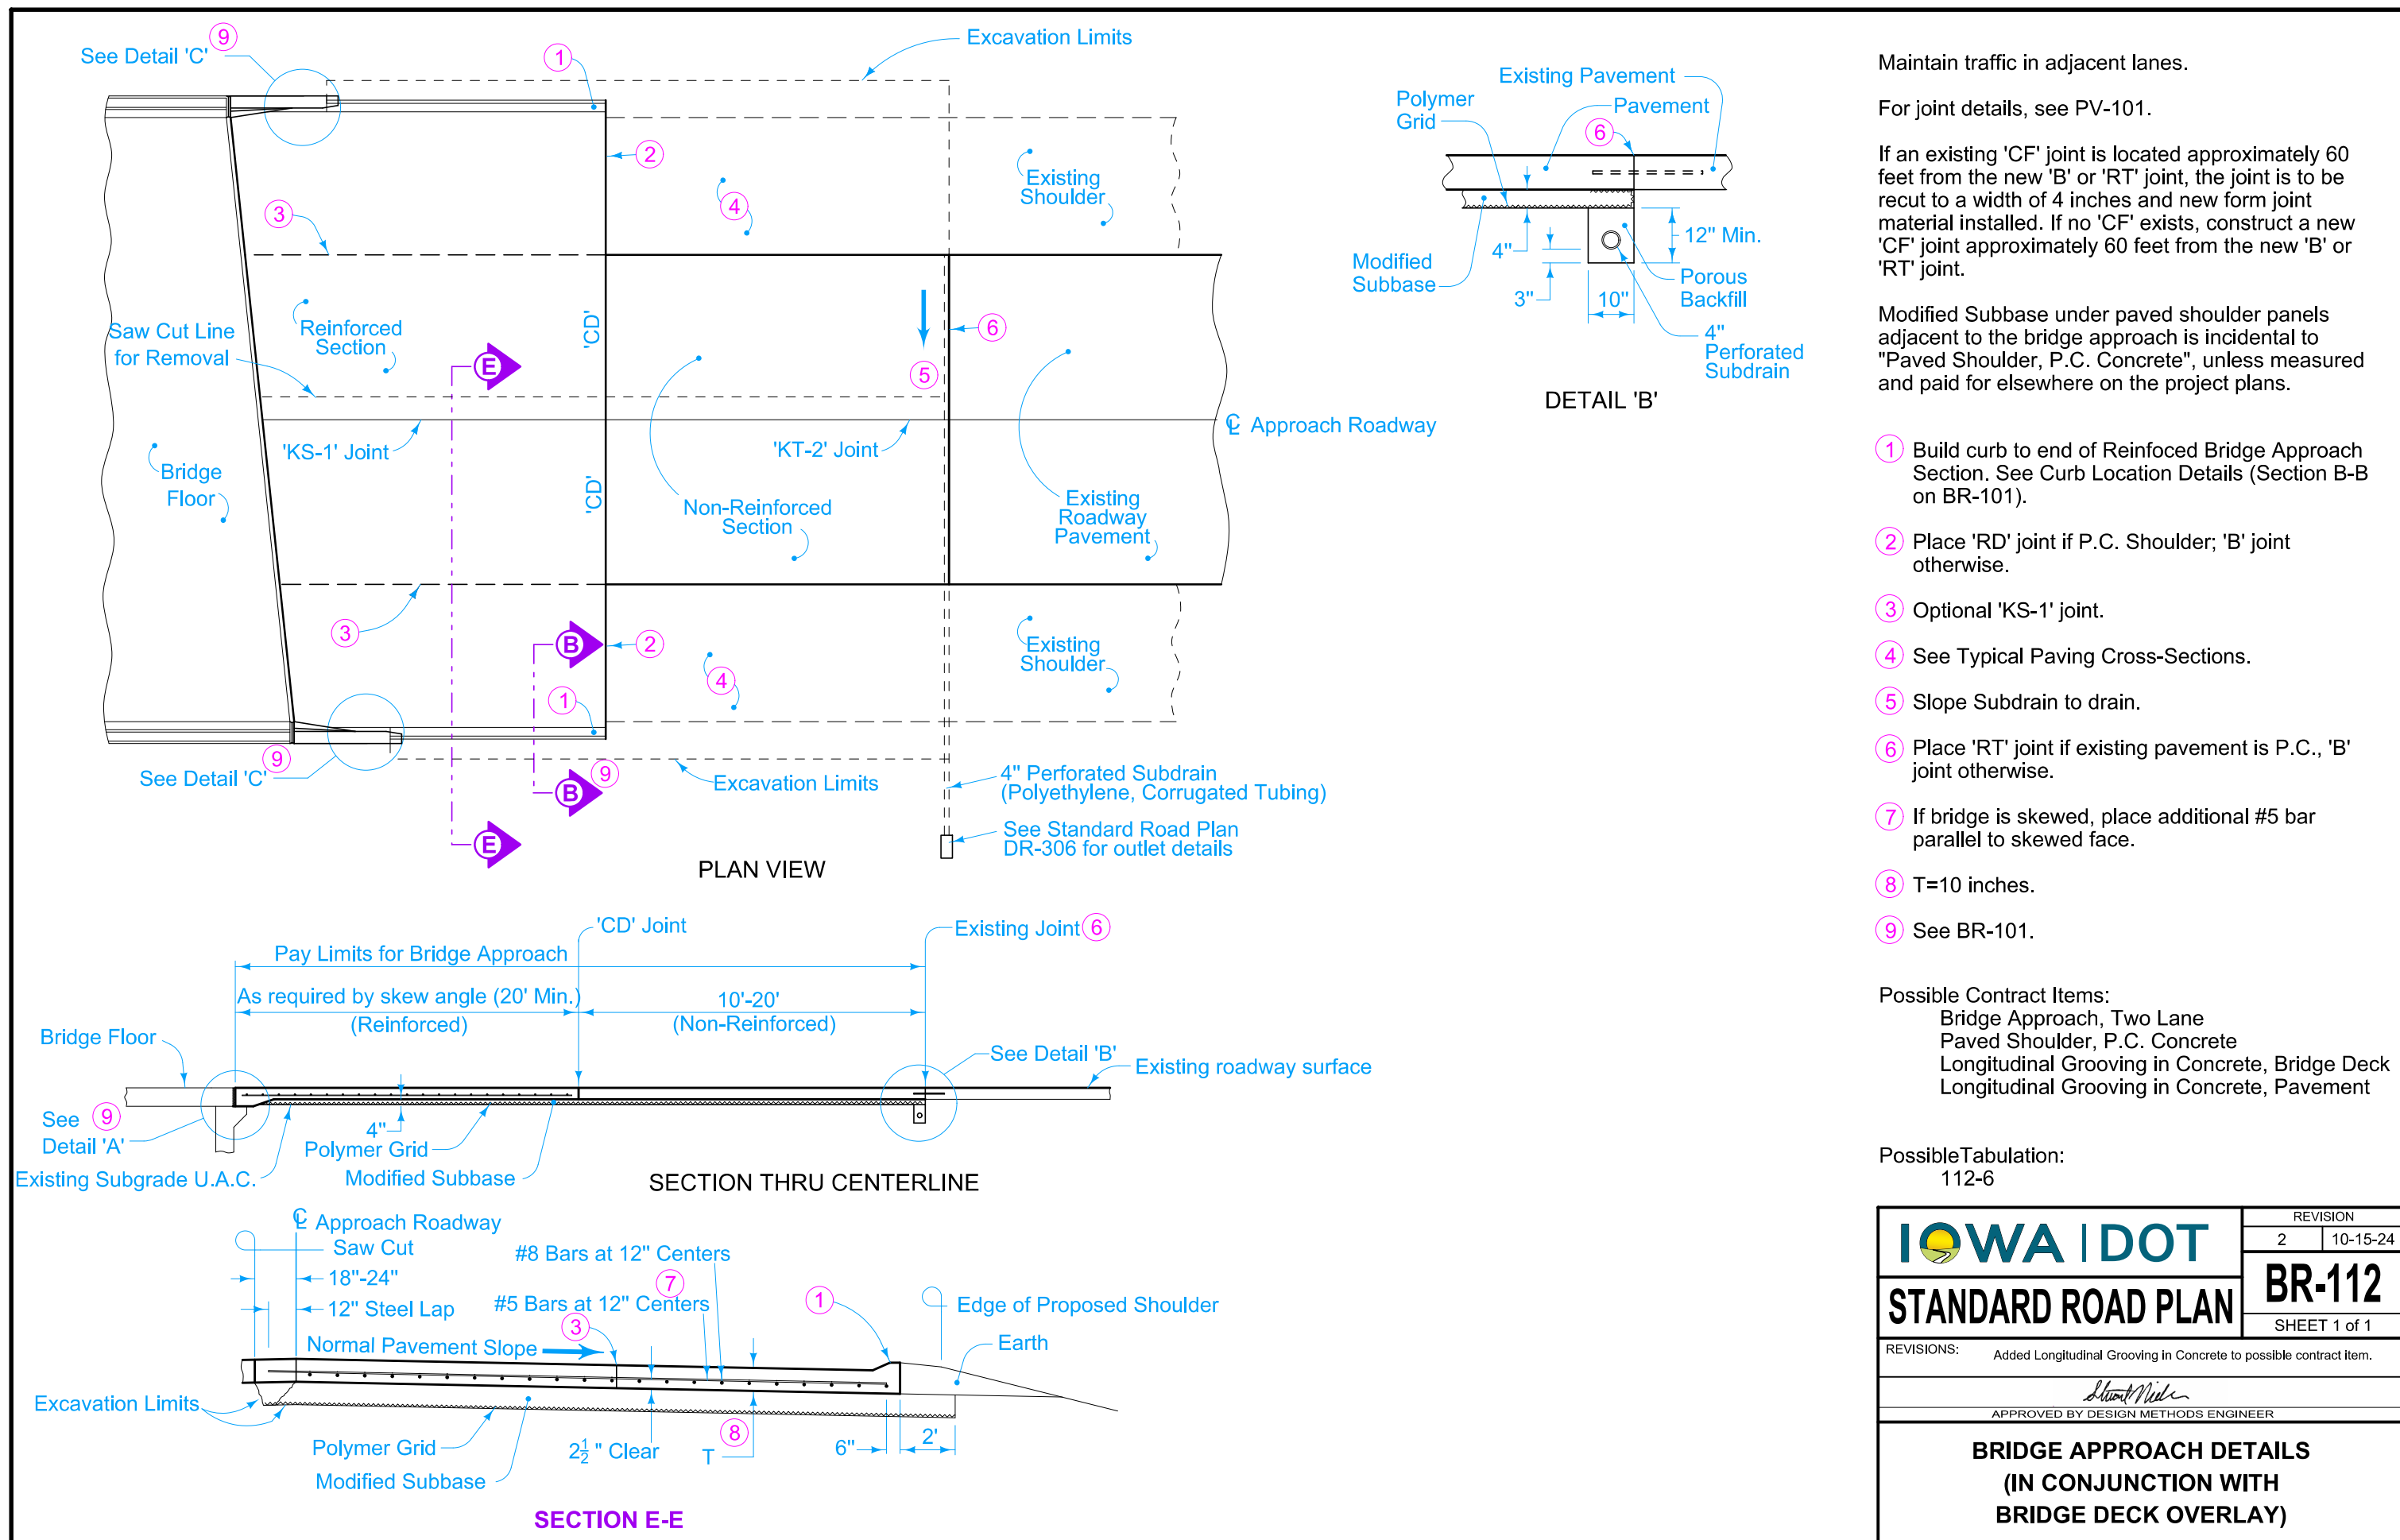 See Detail 'C'
9
1
Excavation Limits
2
Existing
Shoulder
4
3
Reinforced
Section
Saw Cut Line
for Removal
'CD'
E
6
5
'KS-1' Joint
'KT-2' Joint
℄ Approach Roadway
Bridge
Floor
'CD'
Non-Reinforced
Section
Existing
Roadway
Pavement
3
B
2
Existing
Shoulder
4
1
9
See Detail 'C'
B
9
Excavation Limits
E
4" Perforated Subdrain
(Polyethylene, Corrugated Tubing)
See Standard Road Plan
DR-306 for outlet details
PLAN VIEW
Existing Pavement
Polymer
Grid
Pavement
6
Modified
Subbase
4"
3"
10"
12" Min.
Porous
Backfill
4"
Perforated
Subdrain
DETAIL 'B'
'CD' Joint
Existing Joint 6
Pay Limits for Bridge Approach
As required by skew angle (20' Min.)
(Reinforced)
10'-20'
(Non-Reinforced)
Bridge Floor
See Detail 'B'
Existing roadway surface
See 9
Detail 'A'
4"
Polymer Grid
Existing Subgrade U.A.C.
Modified Subbase
SECTION THRU CENTERLINE
℄ Approach Roadway
Saw Cut
18"-24"
12" Steel Lap
#8 Bars at 12" Centers
7
#5 Bars at 12" Centers
3
1
Edge of Proposed Shoulder
Earth
Normal Pavement Slope
Excavation Limits
Polymer Grid
Modified Subbase
2½" Clear
8
T
6"
2'
SECTION E-E
Maintain traffic in adjacent lanes.
For joint details, see PV-101.
If an existing 'CF' joint is located approximately 60
feet from the new 'B' or 'RT' joint, the joint is to be
recut to a width of 4 inches and new form joint
material installed. If no 'CF' exists, construct a new
'CF' joint approximately 60 feet from the new 'B' or
'RT' joint.
Modified Subbase under paved shoulder panels
adjacent to the bridge approach is incidental to
"Paved Shoulder, P.C. Concrete", unless measured
and paid for elsewhere on the project plans.
1 Build curb to end of Reinfoced Bridge Approach
Section. See Curb Location Details (Section B-B
on BR-101).
2 Place 'RD' joint if P.C. Shoulder; 'B' joint
otherwise.
3 Optional 'KS-1' joint.
4 See Typical Paving Cross-Sections.
5 Slope Subdrain to drain.
6 Place 'RT' joint if existing pavement is P.C., 'B'
joint otherwise.
7 If bridge is skewed, place additional #5 bar
parallel to skewed face.
8 T=10 inches.
9 See BR-101.
Possible Contract Items:
Bridge Approach, Two Lane
Paved Shoulder, P.C. Concrete
Longitudinal Grooving in Concrete, Bridge Deck
Longitudinal Grooving in Concrete, Pavement
PossibleTabulation:
112-6
IOWA | DOT
STANDARD ROAD PLAN
REVISION
2 10-15-24
BR-112
SHEET 1 of 1
REVISIONS: Added Longitudinal Grooving in Concrete to possible contract item.
APPROVED BY DESIGN METHODS ENGINEER
BRIDGE APPROACH DETAILS
(IN CONJUNCTION WITH
BRIDGE DECK OVERLAY)